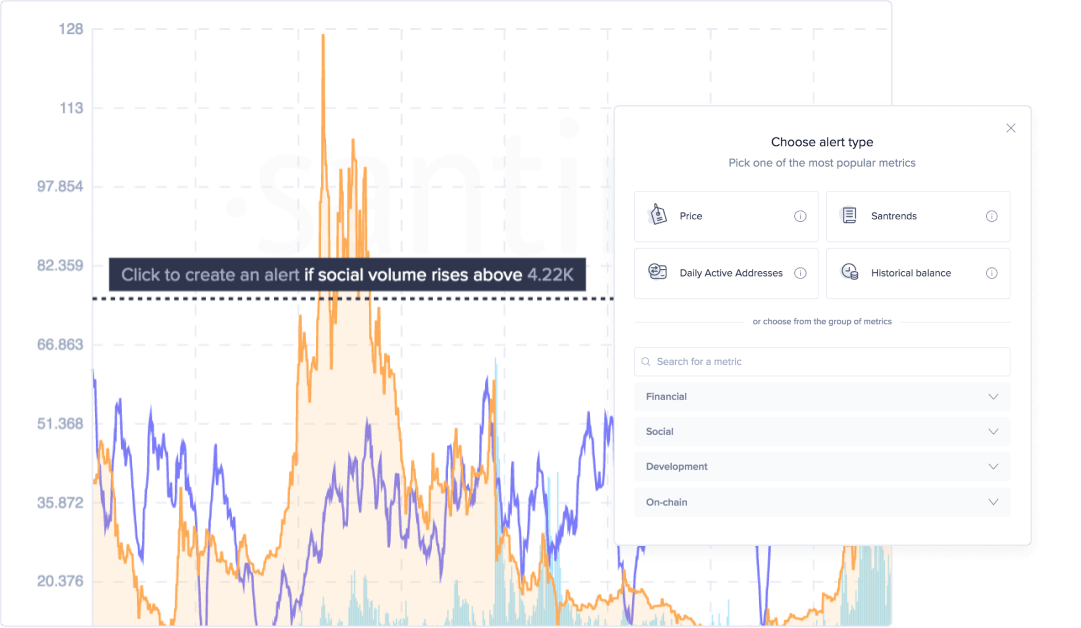 128
113
97.854
82.359
66.863
51.368
35.872
20.376
·santi
Click to create an alert if social volume rises above 4.22K
Choose alert type
Pick one of the most popular metrics
Price
Santrends
Daily Active Addresses
Historical balance
or choose from the group of metrics
Search for a metric
Financial
Social
Development
On-chain